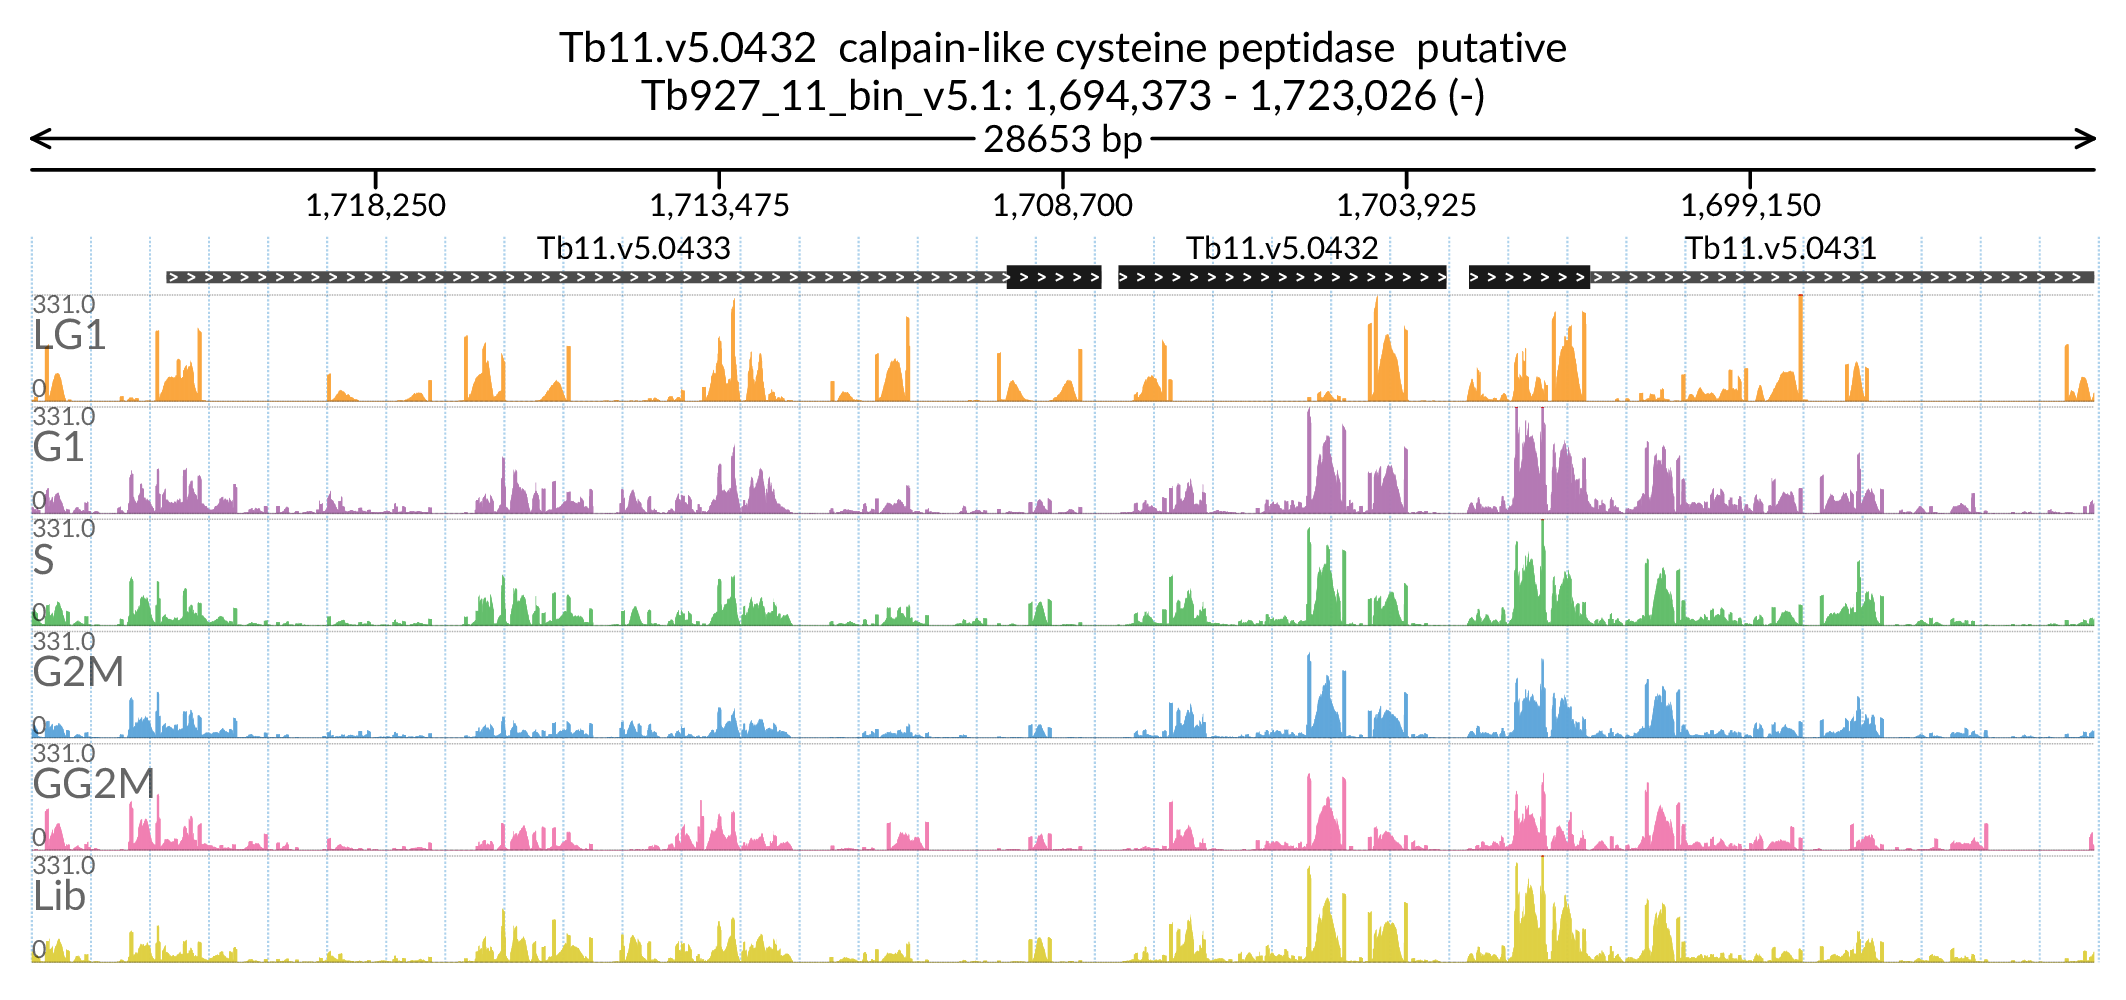 Tb11.v5.0432 calpain-like cysteine peptidase putative
Tb927_11_bin_v5.1: 1,694,373 - 1,723,026 (-)
28653 bp
1,718,250 1,713,475 1,708,700 1,703,925 1,699,150
Tb11.v5.0433 Tb11.v5.0432 Tb11.v5.0431
331.0
LG1
0
331.0
G1
0
331.0
S
0
331.0
G2M
0
331.0
GG2M
0
331.0
Lib
0